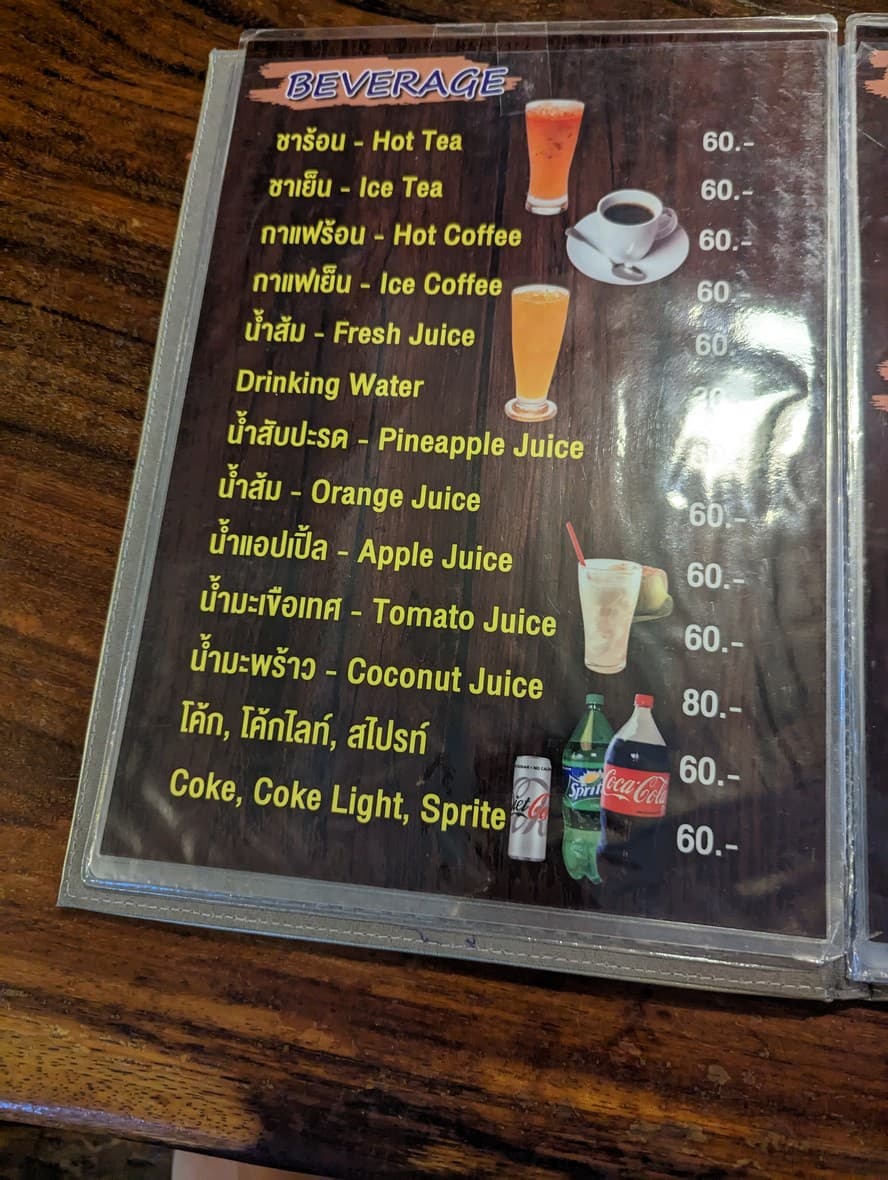 BEVERAGE
ชาร้อน - Hot Tea 60.-
ชาเย็น - Ice Tea 60.-
กาแฟร้อน - Hot Coffee 60.-
กาแฟเย็น - Ice Coffee 60.-
น้ำส้ม - Fresh Juice 60.
Drinking Water
น้ำสับปะรด - Pineapple Juice
น้ำส้ม - Orange Juice 60.-
น้ำแอปเปิ้ล - Apple Juice 60.-
น้ำมะเขือเทศ - Tomato Juice 60.-
น้ำมะพร้าว - Coconut Juice 80.-
โค้ก, โค้กไลท์, สไปรท์ 60.-
Coke, Coke Light, Sprite 60.-
Sprit
Coca-Cola